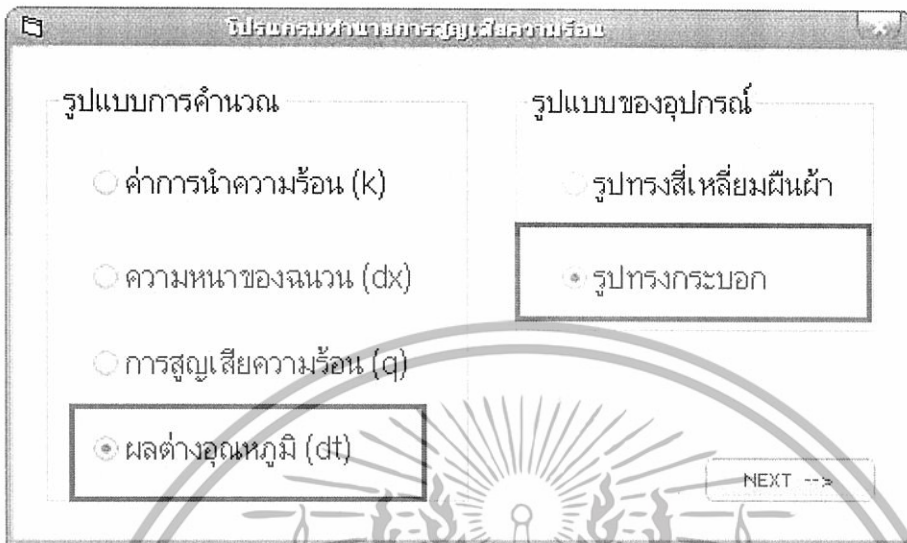 โปรแกรมทำนายการสูญเสียความร้อน
รูปแบบการคำนวณ
ค่าการนำความร้อน (k)
ความหนาของฉนวน (dx)
การสูญเสียความร้อน (q)
ผลต่างอุณหภูมิ (dt)
รูปแบบของอุปกรณ์
รูปทรงสี่เหลี่ยมผืนผ้า
รูปทรงกระบอก
NEXT -->